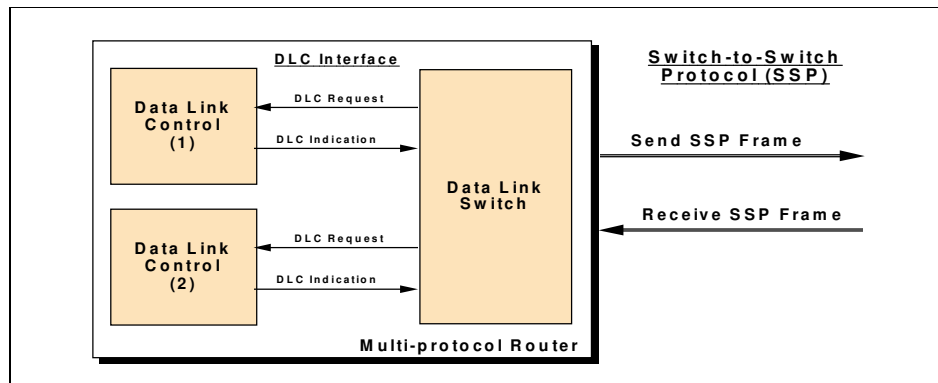 DLC Interface
Switch-to-Switch
Protocol (SSP)
Data Link
Control
(1)
DLC Request
DLC Indication
Data Link
Switch
Send SSP Frame
Receive SSP Frame
Data Link
Control
(2)
DLC Request
DLC Indication
Multi-protocol Router